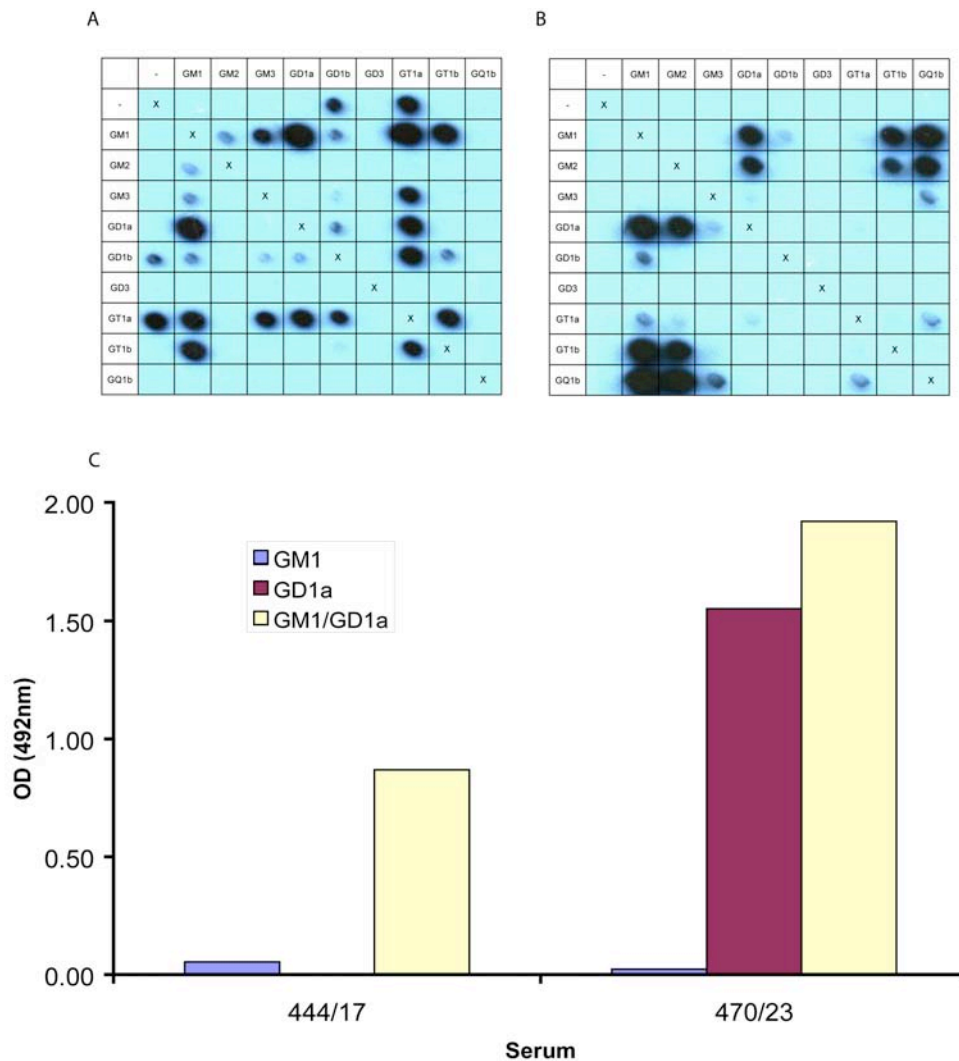 A
- GM1 GM2 GM3 GD1a GD1b GD3 GT1a GT1b GQ1b
- X
GM1 X
GM2 X
GM3 X
GD1a X
GD1b X
GD3 X
GT1a X
GT1b X
GQ1b X
B
- GM1 GM2 GM3 GD1a GD1b GD3 GT1a GT1b GQ1b
- X
GM1 X
GM2 X
GM3 X
GD1a X
GD1b X
GD3 X
GT1a X
GT1b X
GQ1b X
C
2.00
1.50
1.00
0.50
0.00
OD (492nm)
GM1
GD1a
GM1/GD1a
444/17 470/23
Serum